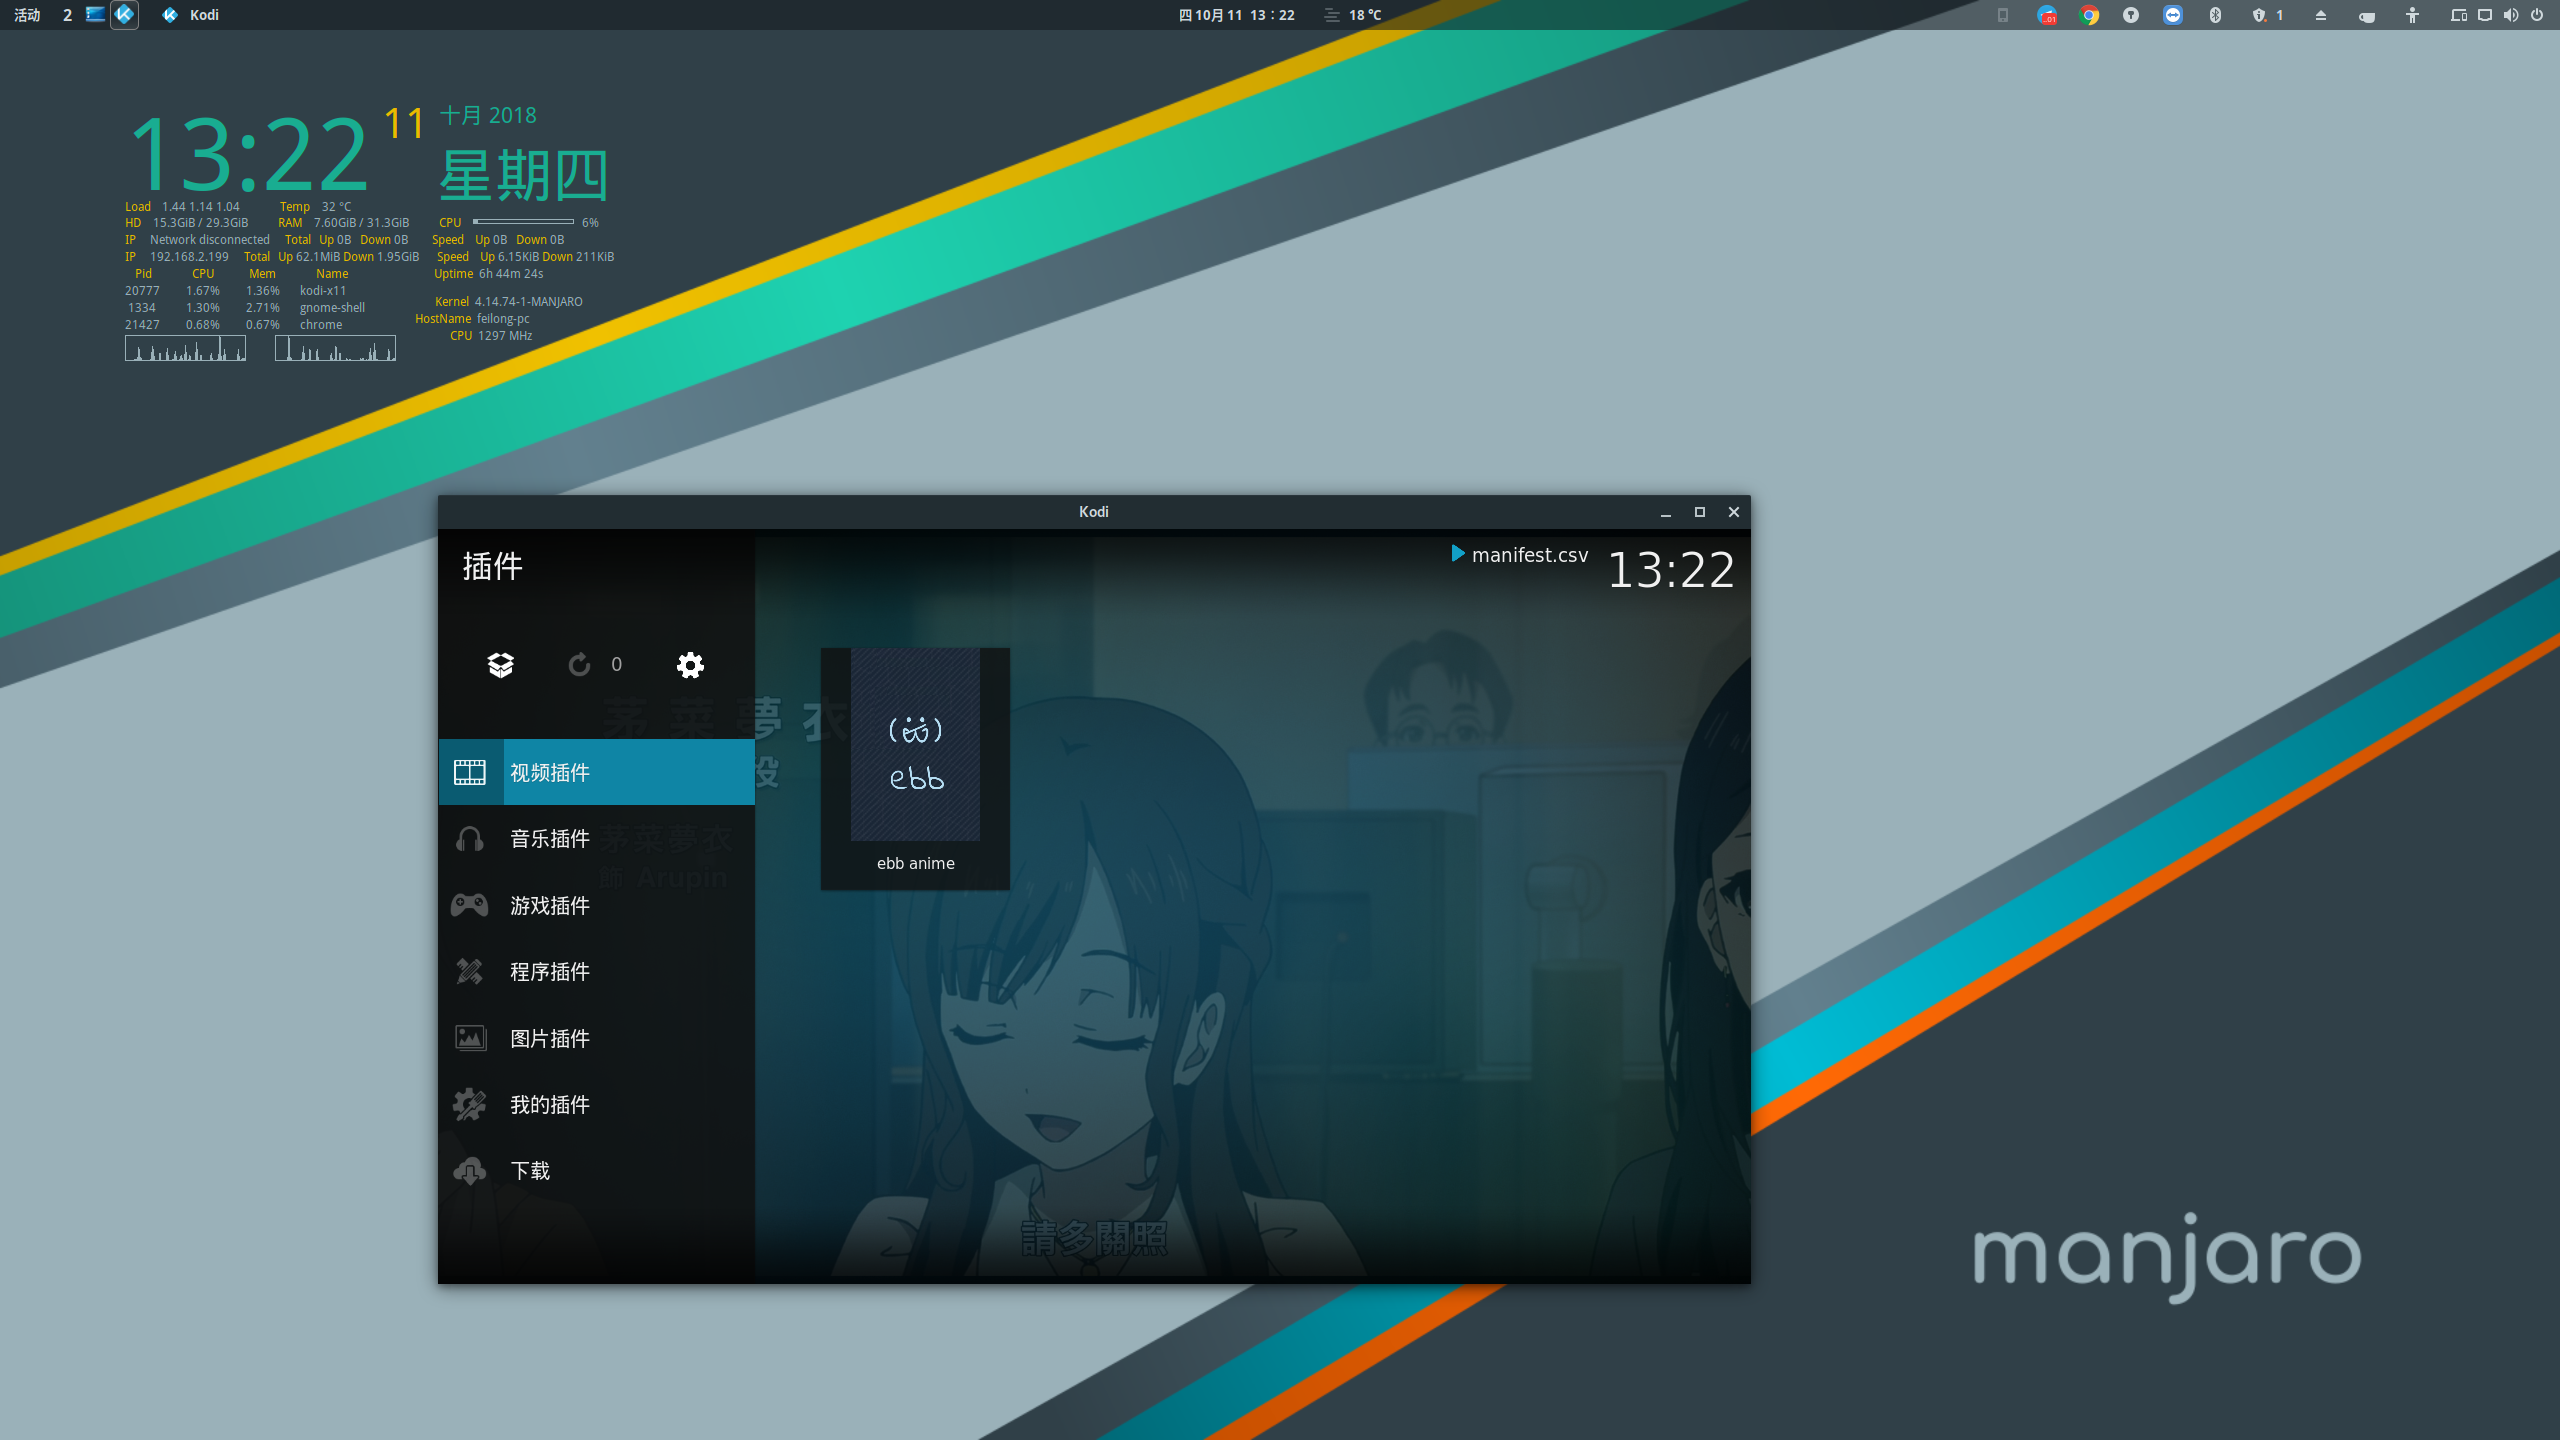 活动 2 Kodi 四 10月 11 13：22 18 ℃ .01 1
13:22 11 十月 2018
星期四
Load 1.44 1.14 1.04 Temp 32 °C
HD 15.3GiB / 29.3GiB RAM 7.60GiB / 31.3GiB CPU 6%
IP Network disconnected Total Up 0B Down 0B Speed Up 0B Down 0B
IP 192.168.2.199 Total Up 62.1MiB Down 1.95GiB Speed Up 6.15KiB Down 211KiB
Pid CPU Mem Name Uptime 6h 44m 24s
20777 1.67% 1.36% kodi-x11
Kernel 4.14.74-1-MANJARO
1334 1.30% 2.71% gnome-shell
HostName feilong-pc
21427 0.68% 0.67% chrome
CPU 1297 MHz
Kodi
插件 manifest.csv 13:22
0
茅菜夢衣
役
(ய)
ebb
ebb anime
视频插件
音乐插件
茅菜夢衣
飾 Arupin
游戏插件
程序插件
图片插件
我的插件
下载
請多關照
manjaro